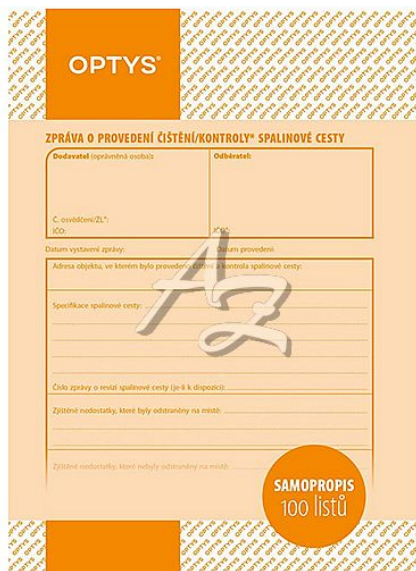 OPTYS®
ZPRÁVA O PROVEDENÍ ČIŠTĚNÍ/KONTROLY* SPALINOVÉ CESTY
Dodavatel (oprávněná osoba):
Odběratel:
Č. osvědčení/ŽL*:
IČO:
IČO*:
Datum vystavení zprávy:
Datum provedení
Adresa objektu, ve kterém bylo provedeno čištění a kontrola spalinové cesty:
AZ
Specifikace spalinové cesty:
Číslo zprávy o revizi spalinové cesty (je-li k dispozici):
Zjištěné nedostatky, které byly odstraněny na místě:
Zjištěné nedostatky, které nebyly odstraněny na místě:
SAMOPROPIS
100 listů